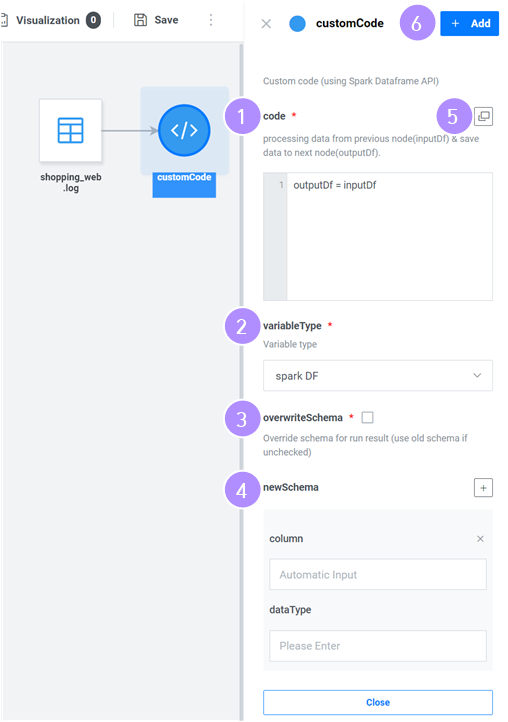 Visualization 0
Save
customCode
6
+ Add
Custom code (using Spark Dataframe API)
1
code *
5
processing data from previous node(inputDf) & save
data to next node(outputDf).
1 outputDf = inputDf
shopping_web
.log
</>
customCode
2
variableType *
Variable type
spark DF
3
overwriteSchema *
Override schema for run result (use old schema if
unchecked)
4
newSchema
+
column
Automatic Input
dataType
Please Enter
Close